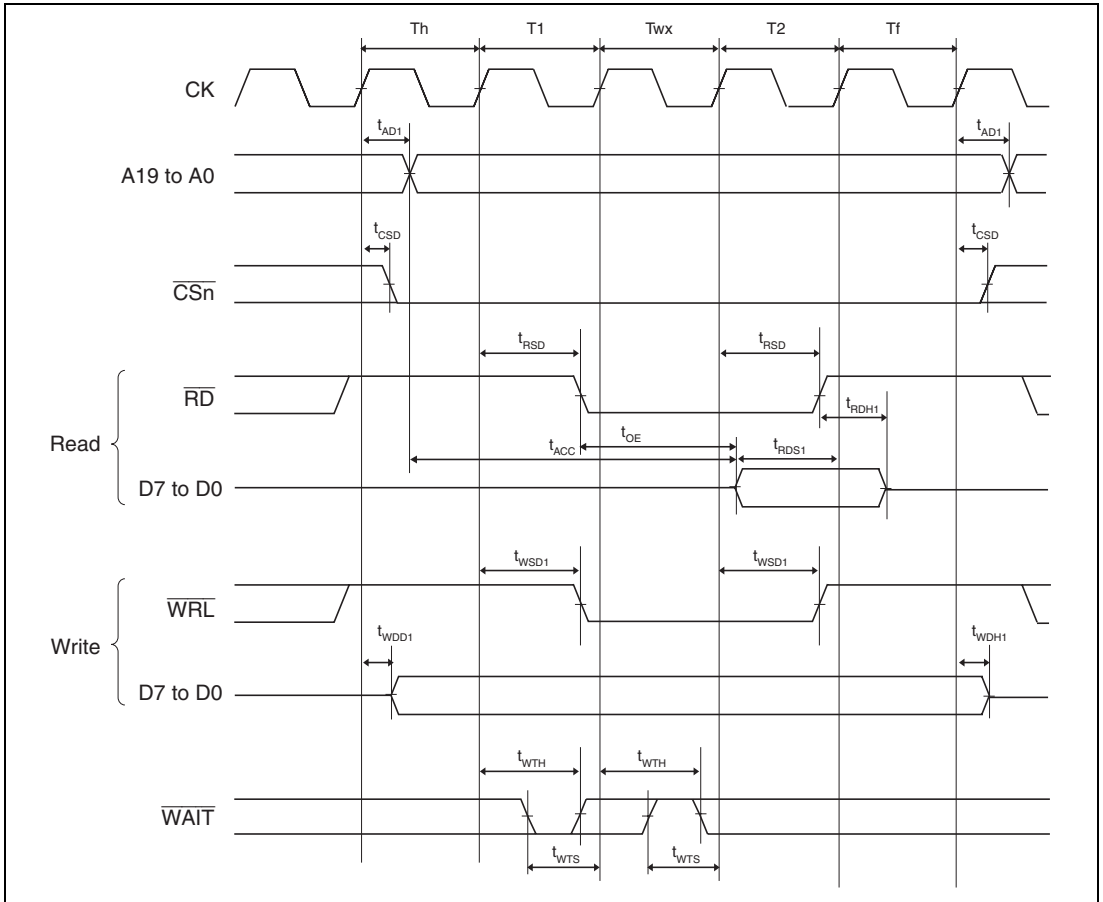 Th T1 Twx T2 Tf
CK
tAD1 tAD1
A19 to A0
tCSD tCSD
CSn
tRSD tRSD
RD
tRDH1
Read
tOE
tACC tRDS1
D7 to D0
tWSD1 tWSD1
WRL
Write
tWDD1 tWDH1
D7 to D0
tWTH tWTH
WAIT
tWTS tWTS